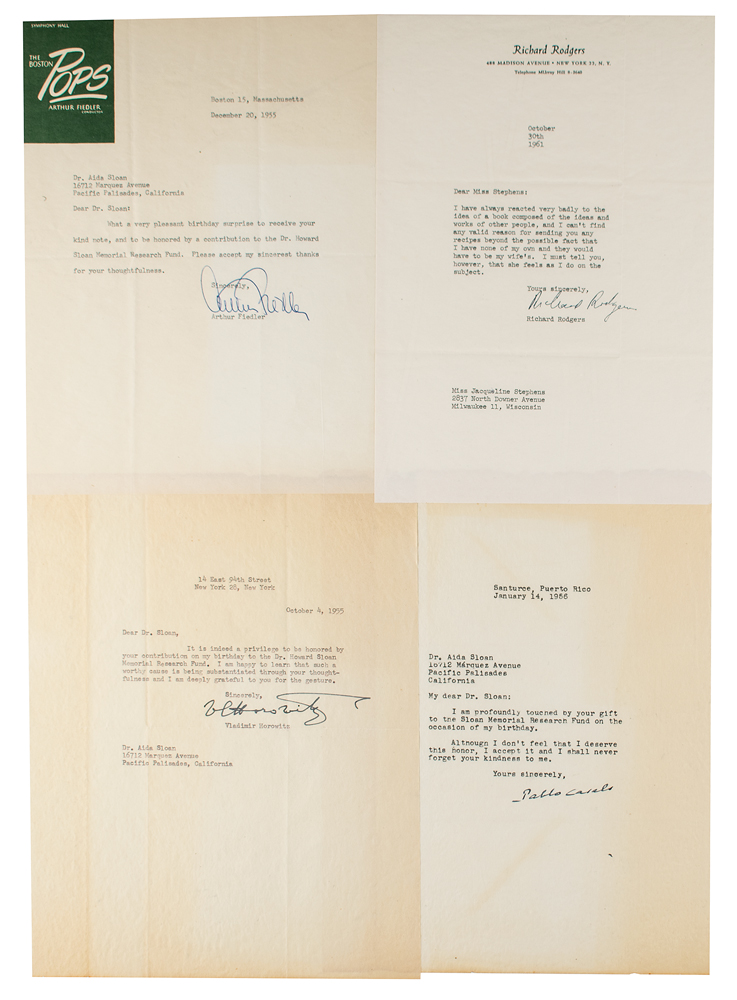 SYMPHONY HALL
THE
BOSTON
POPS
ARTHUR FIEDLER
CONDUCTOR
Boston 15, Massachusetts
December 20, 1955
Dr. Aida Sloan
16712 Marquez Avenue
Pacific Palisades, California
Dear Dr. Sloan:
What a very pleasant birthday surprise to receive your
kind note, and to be honored by a contribution to the Dr. Howard
Sloan Memorial Research Fund. Please accept my sincerest thanks
for your thoughtfulness.
Sincerely,
Arthur Fiedler
Arthur Fiedler
Richard Rodgers
488 MADISON AVENUE • NEW YORK 22, N. Y.
Telephone MUrray Hill 8-3640
October
30th
1961
Dear Miss Stephens:
I have always reacted very badly to the
idea of a book composed of the ideas and
works of other people, and I can't find
any valid reason for sending you any
recipes beyond the possible fact that
I have none of my own and they would
have to be my wife's. I must tell you,
however, that she feels as I do on the
subject.
Yours sincerely,
Richard Rodgers
Richard Rodgers
Miss Jacqueline Stephens
2837 North Downer Avenue
Milwaukee 11, Wisconsin
14 East 94th Street
New York 28, New York
October 4, 1955
Dear Dr. Sloan,
It is indeed a privilege to be honored by
your contribution on my birthday to the Dr. Howard Sloan
Memorial Research Fund. I am happy to learn that such a
worthy cause is being substantiated through your thought-
fulness and I am deeply grateful to you for the gesture.
Sincerely,
Vladimir Horowitz
Dr. Aida Sloan
16712 Marquez Avenue
Pacific Palisades, California
Santurce, Puerto Rico
January 14, 1956
Dr. Aida Sloan
16712 Márquez Avenue
Pacific Palisades
California
My dear Dr. Sloan:
I am profoundly touched by your gift
to the Sloan Memorial Research Fund on the
occasion of my birthday.
Although I don't feel that I deserve
this honor, I accept it and I shall never
forget your kindness to me.
Yours sincerely,
Pablo Casals